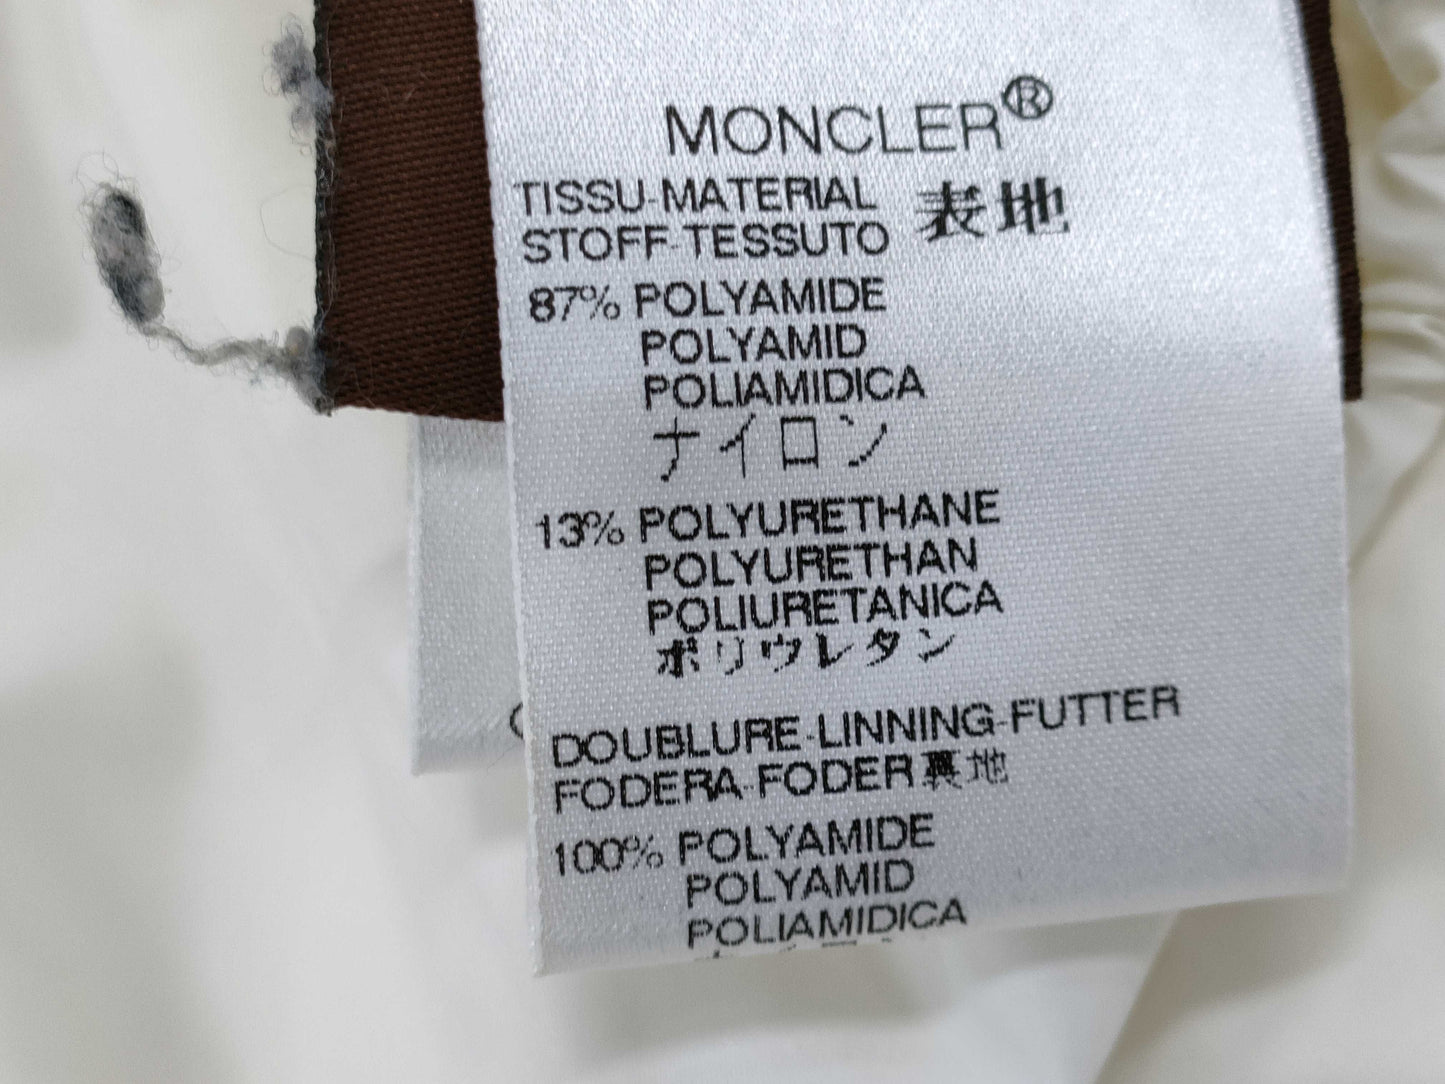 MONCLER®
TISSU-MATERIAL 表地
STOFF-TESSUTO
87% POLYAMIDE
POLYAMID
POLIAMIDICA
ナイロン
13% POLYURETHANE
POLYURETHAN
POLIURETANICA
ポリウレタン
DOUBLURE-LINNING-FUTTER
FODERA-FODER 裏地
100% POLYAMIDE
POLYAMID
POLIAMIDICA